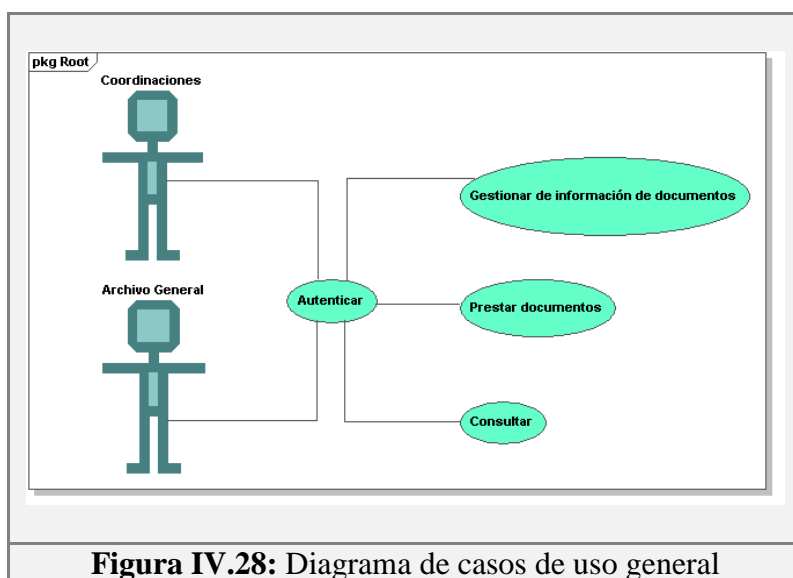 pkg Root
Coordinaciones
Gestionar de información de documentos
Archivo General
Autenticar
Prestar documentos
Consultar
Figura IV.28: Diagrama de casos de uso general